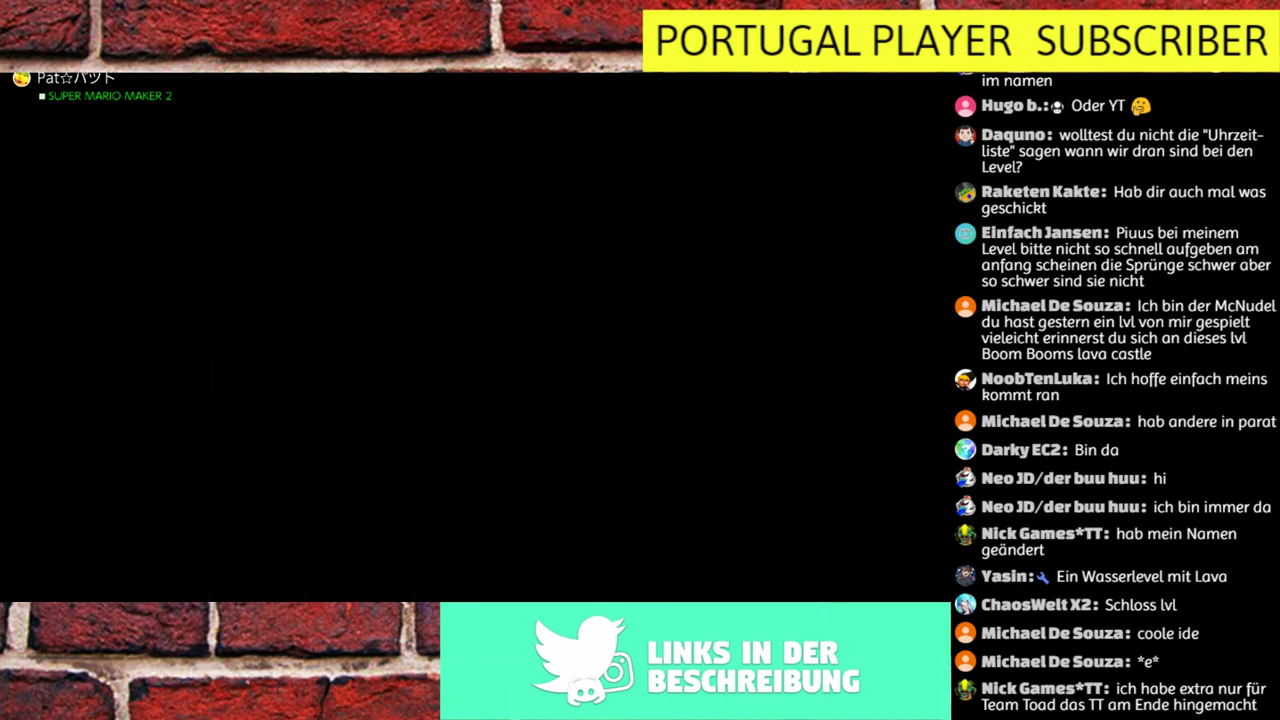 PORTUGAL PLAYER SUBSCRIBER
Pat☆パット
SUPER MARIO MAKER 2
im namen
Hugo b.: Oder YT 🤔
Daquno: wolltest du nicht die "Uhrzeit-
liste" sagen wann wir dran sind bei den
Level?
Raketen Kakte: Hab dir auch mal was
geschickt
Einfach Jansen: Piuus bei meinem
Level bitte nicht so schnell aufgeben am
anfang scheinen die Sprünge schwer aber
so schwer sind sie nicht
Michael De Souza: Ich bin der McNudel
du hast gestern ein lvl von mir gespielt
vieleicht erinnerst du sich an dieses lvl
Boom Booms lava castle
NoobTenLuka: Ich hoffe einfach meins
kommt ran
Michael De Souza: hab andere in parat
Darky EC2: Bin da
Neo JD/der buu huu: hi
Neo JD/der buu huu: ich bin immer da
Nick Games*TT: hab mein Namen
geändert
Yasin: Ein Wasserlevel mit Lava
ChaosWelt X2: Schloss lvl
Michael De Souza: coole ide
Michael De Souza: *e*
Nick Games*TT: ich habe extra nur für
Team Toad das TT am Ende hingemacht
LINKS IN DER
BESCHREIBUNG